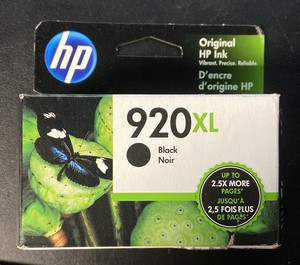 hp
Original
HP Ink
Vibrant. Precise. Reliable.
D'encre
d'origine HP
920XL
Black
Noir
UP TO
2.5X MORE
PAGES*
JUSQU'À
2,5 FOIS PLUS
DE PAGES*